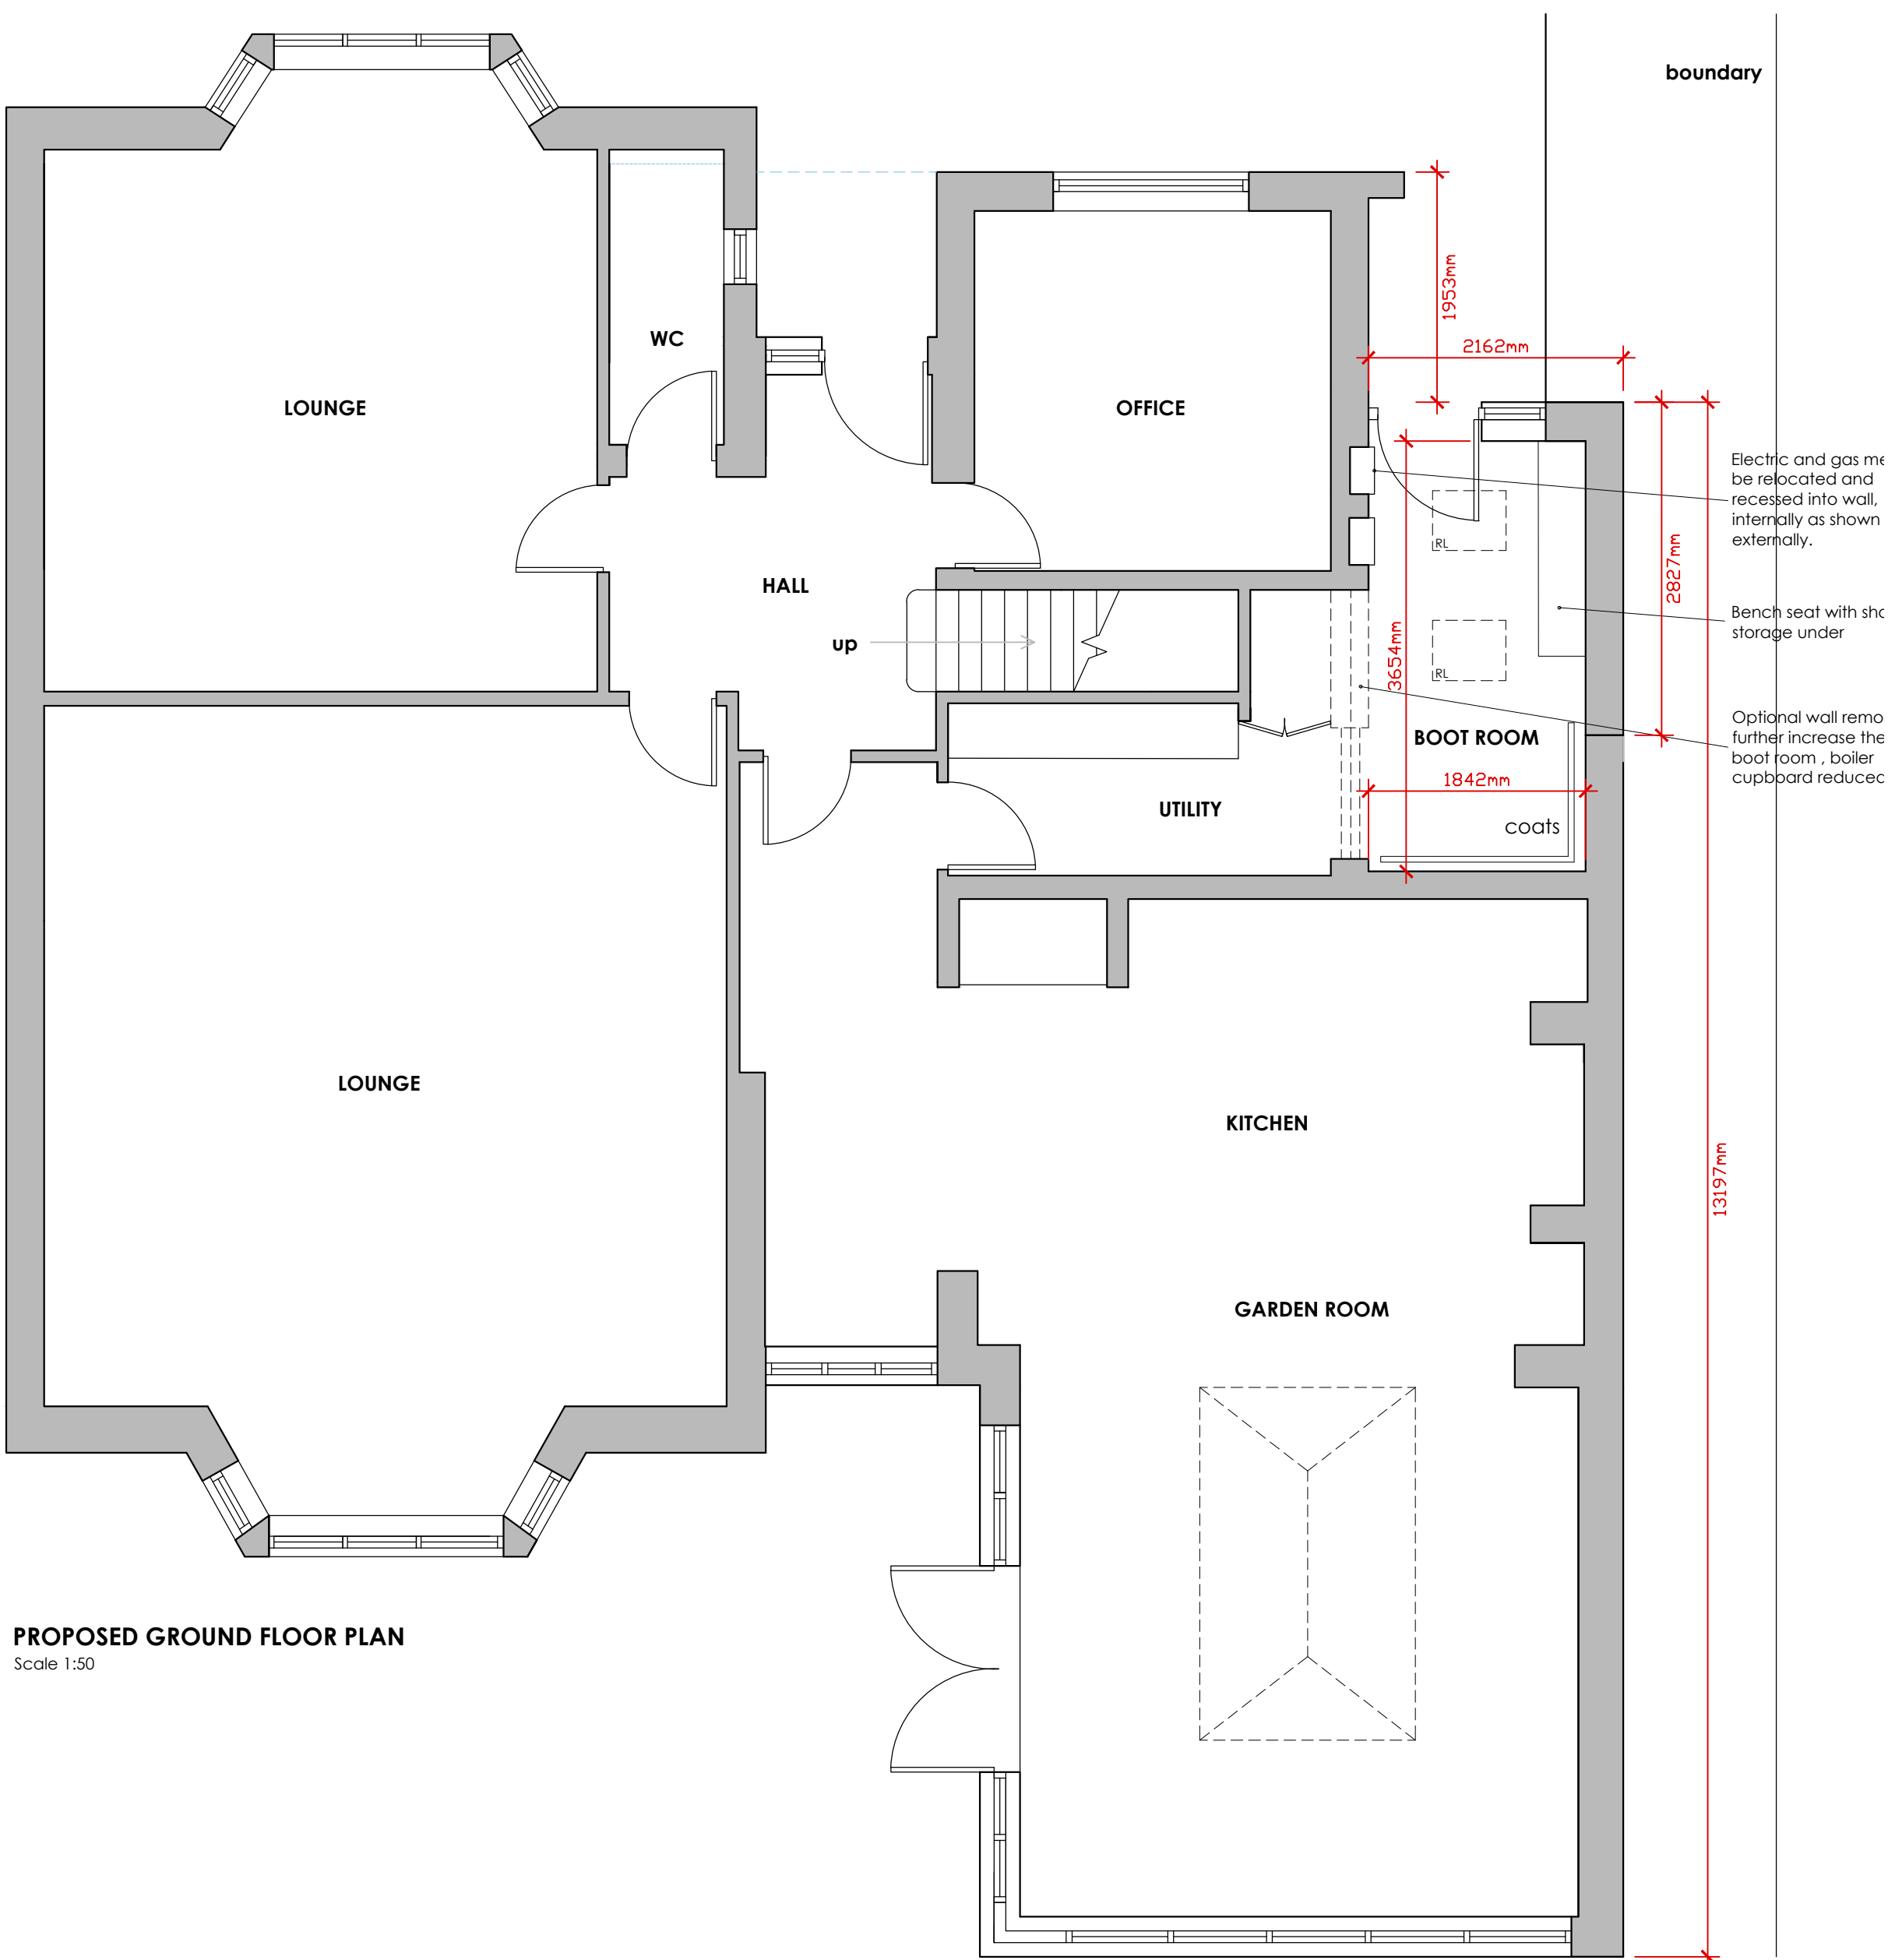 boundary
WC
LOUNGE
OFFICE
1953mm
2162mm
Electric and gas
be relocated and
recessed into wall,
internally as shown
externally.
RL
2827mm
HALL
up
Bench seat with
storage under
3654mm
RL
Optional wall
further increase the
boot room , boiler
cupboard reduced
BOOT ROOM
1842mm
UTILITY
coats
LOUNGE
KITCHEN
13197mm
GARDEN ROOM
PROPOSED GROUND FLOOR PLAN
Scale 1:50